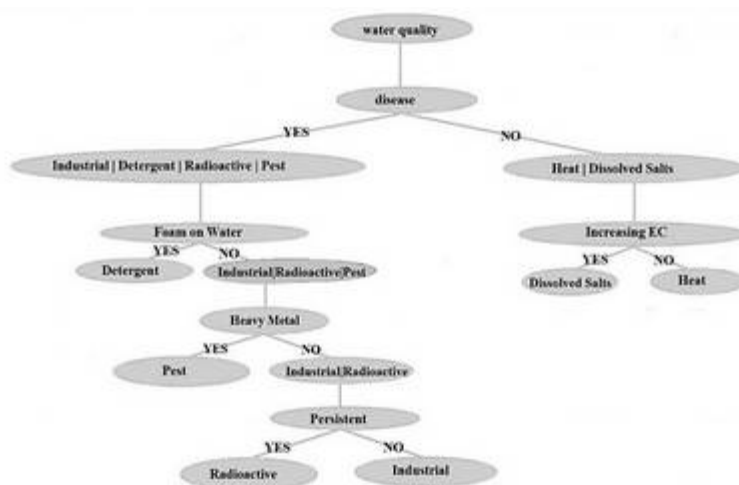 water quality
disease
YES
NO
Industrial | Detergent | Radioactive | Pest
Heat | Dissolved Salts
Foam on Water
Increasing EC
YES
NO
YES
NO
Detergent
Industrial|Radioactive|Pest
Dissolved Salts
Heat
Heavy Metal
YES
NO
Pest
Industrial|Radioactive
Persistent
YES
NO
Radioactive
Industrial